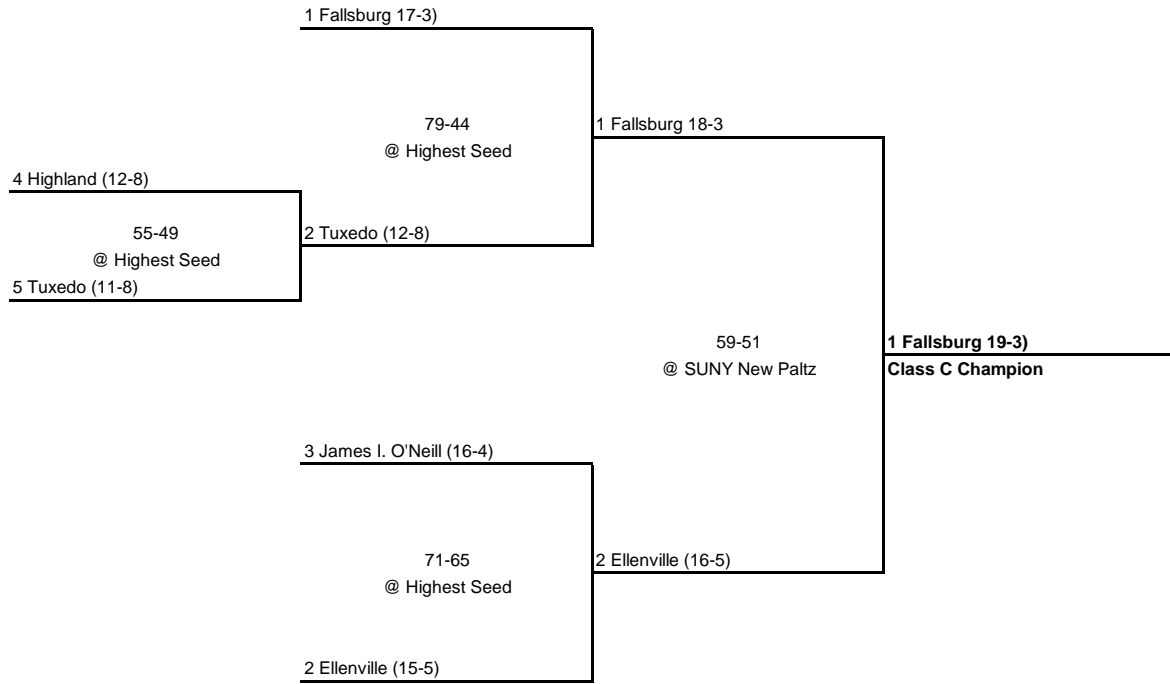 1 Fallsburg 17-3)
79-44
@ Highest Seed
1 Fallsburg 18-3
4 Highland (12-8)
55-49
@ Highest Seed
2 Tuxedo (12-8)
5 Tuxedo (11-8)
59-51
@ SUNY New Paltz
1 Fallsburg 19-3)
Class C Champion
3 James I. O'Neill (16-4)
71-65
@ Highest Seed
2 Ellenville (16-5)
2 Ellenville (15-5)